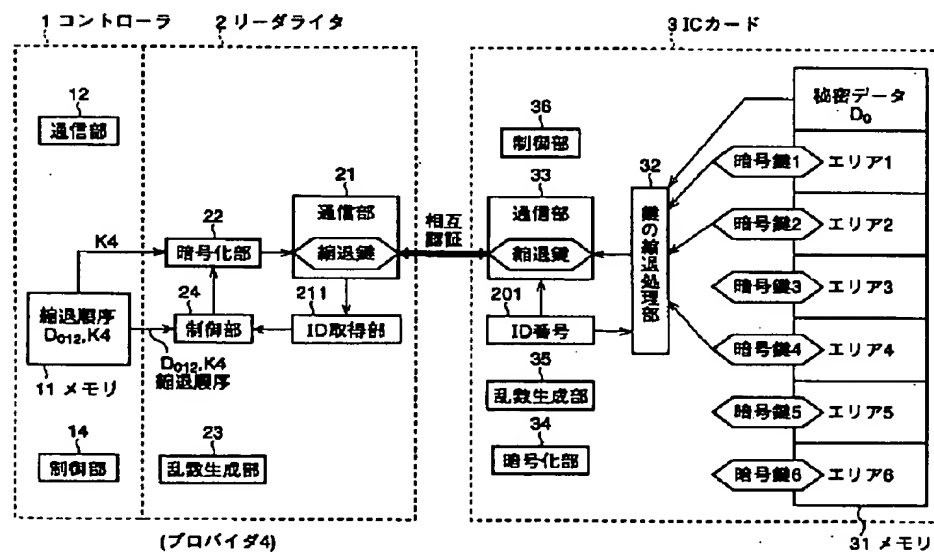 1 コントローラ
2 リーダライタ
3 ICカード
12
通信部
22
暗号化部
K4
24
制御部
縮退順序
D012,K4
11 メモリ
D012,K4
縮退順序
14
制御部
21
通信部
縮退鍵
211
ID取得部
23
乱数生成部
(プロバイダ4)
相互
認証
36
制御部
33
通信部
縮退鍵
201
ID番号
35
乱数生成部
34
暗号化部
32
鍵の縮退処理部
秘密データ
D0
暗号鍵1
エリア1
暗号鍵2
エリア2
暗号鍵3
エリア3
暗号鍵4
エリア4
暗号鍵5
エリア5
暗号鍵6
エリア6
31 メモリ